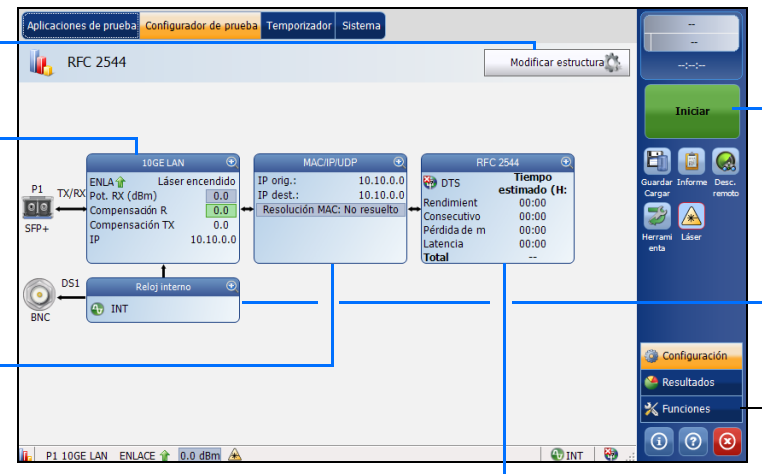 Aplicaciones de prueba Configurador de prueba Temporizador Sistema
RFC 2544
Modificar estructura
--
--
--:--:--
Iniciar
Guardar Cargar
Informe
Desc. remoto
Herrami enta
Láser
P1
TX/RX
SFP+
10GE LAN
ENLA Láser encendido
Pot. RX (dBm) 0.0
Compensación R 0.0
Compensación TX 0.0
IP 10.10.0.0
MAC/IP/UDP
IP orig.: 10.10.0.0
IP dest.: 10.10.0.0
Resolución MAC: No resuelto
RFC 2544
DTS Tiempo
estimado (H:
Rendimient 00:00
Consecutivo 00:00
Pérdida de m 00:00
Latencia 00:00
Total --
DS1
BNC
Reloj interno
INT
Configuración
Resultados
Funciones
P1 10GE LAN ENLACE 0.0 dBm
INT